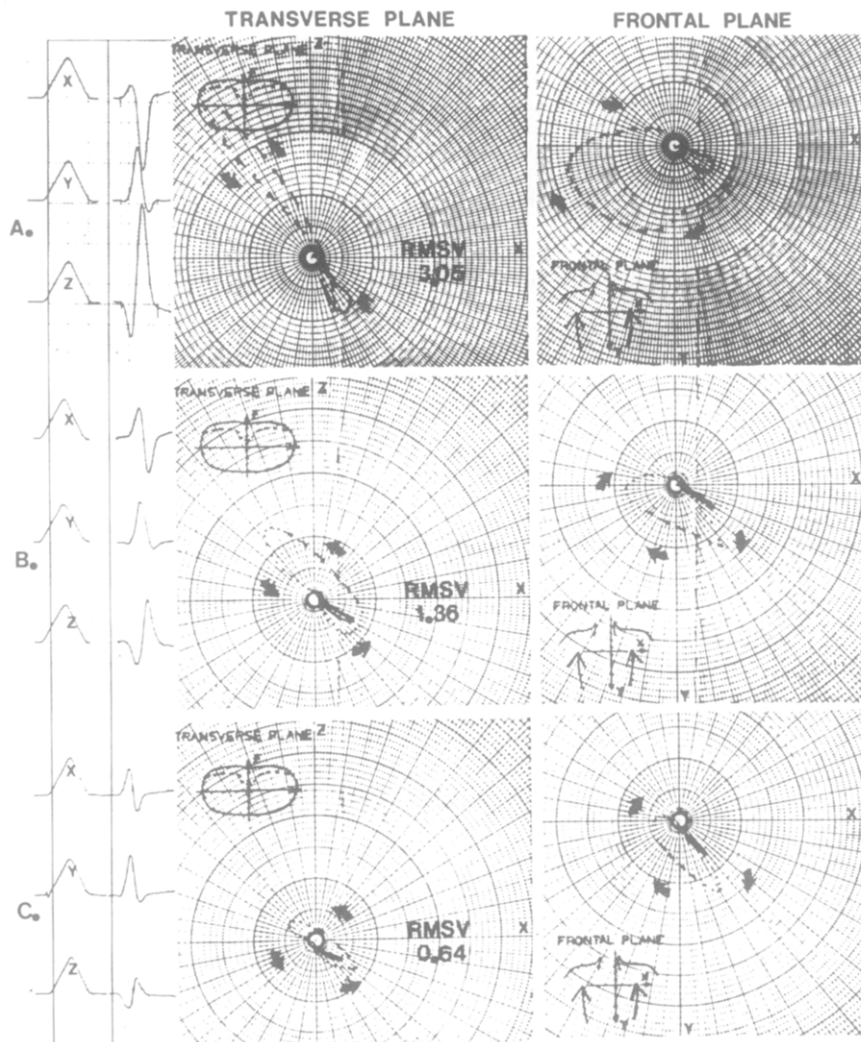 TRANSVERSE PLANE
FRONTAL PLANE
A.
X
Y
Z
TRANSVERSE PLANE Z
Z
RMSV
3.05
X
X
FRONTAL PLANE
X
Y
Y
B.
X
Y
Z
TRANSVERSE PLANE Z
Z
RMSV
1.36
X
X
FRONTAL PLANE
X
Y
Y
C.
X
Y
Z
TRANSVERSE PLANE Z
Z
RMSV
0.64
X
X
FRONTAL PLANE
X
Y
Y